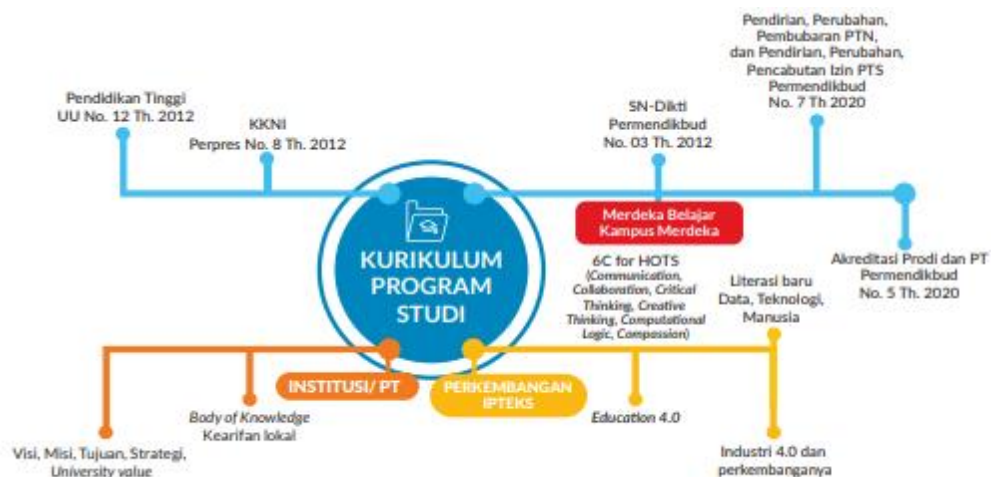 Pendirian, Perubahan,
Pembubaran PTN,
dan Pendirian, Perubahan,
Pencabutan Izin PTS
Permendikbud
No. 7 Th 2020
Pendidikan Tinggi
UU No. 12 Th. 2012
KKNI
Perpres No. 8 Th. 2012
SN-Dikti
Permendikbud
No. 03 Th. 2012
Merdeka Belajar
Kampus Merdeka
KURIKULUM
PROGRAM
STUDI
6C for HOTS
(Communication,
Collaboration, Critical
Thinking, Creative
Thinking, Computational
Logic, Compassion)
Literasi baru
Data, Teknologi,
Manusia
Akreditasi Prodi dan PT
Permendikbud
No. 5 Th. 2020
INSTITUSI/ PT
PERKEMBANGAN
IPTEKS
Body of Knowledge
Kearifan lokal
Education 4.0
Visi, Misi, Tujuan, Strategi,
University value
Industri 4.0 dan
perkembanganya